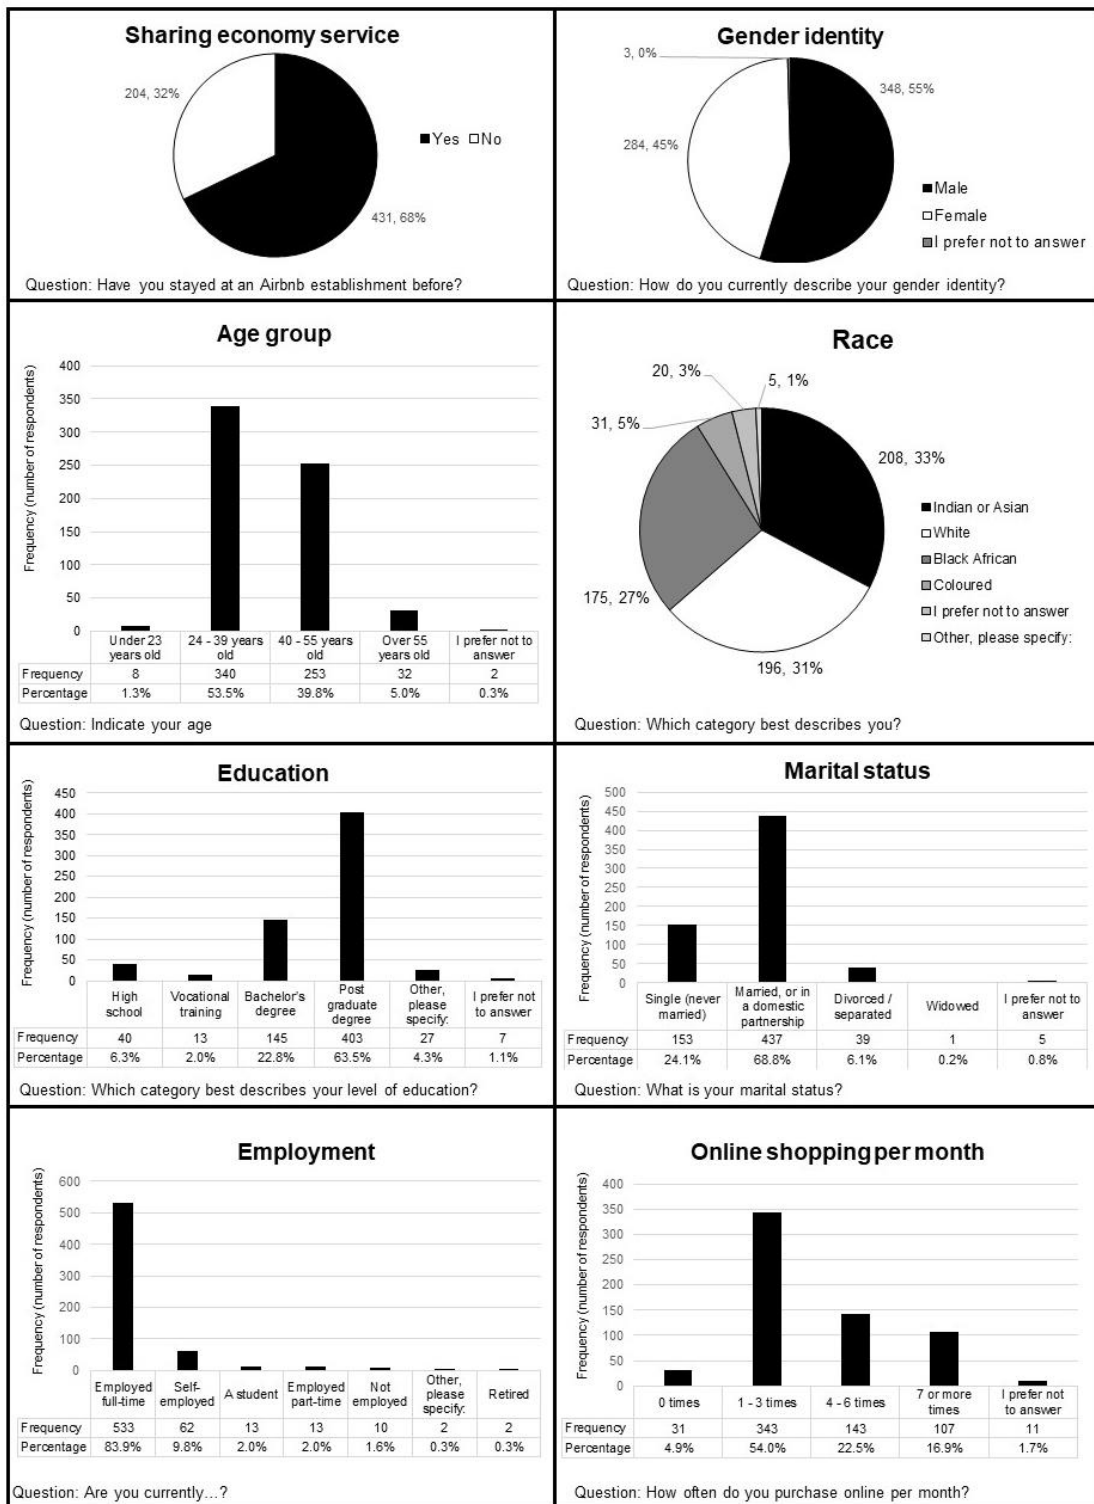 Sharing economy service
204, 32%
Yes No
431, 68%
Question: Have you stayed at an Airbnb establishment before?
Gender identity
3, 0%
348, 55%
284, 45%
Male
Female
I prefer not to answer
Question: How do you currently describe your gender identity?
Age group
Frequency (number of respondents)
400
350
300
250
200
150
100
50
0
Under 23 years old 24 - 39 years old 40 - 55 years old Over 55 years old I prefer not to answer
Frequency 8 340 253 32 2
Percentage 1.3% 53.5% 39.8% 5.0% 0.3%
Question: Indicate your age
Race
20, 3%
5, 1%
31, 5%
208, 33%
175, 27%
196, 31%
Indian or Asian
White
Black African
Coloured
I prefer not to answer
Other, please specify:
Question: Which category best describes you?
Education
Frequency (number of respondents)
450
400
350
300
250
200
150
100
50
0
High school Vocational training Bachelor's degree Post graduate degree Other, please specify: I prefer not to answer
Frequency 40 13 145 403 27 7
Percentage 6.3% 2.0% 22.8% 63.5% 4.3% 1.1%
Question: Which category best describes your level of education?
Marital status
Frequency (number of respondents)
500
450
400
350
300
250
200
150
100
50
0
Single (never married) Married, or in a domestic partnership Divorced / separated Widowed I prefer not to answer
Frequency 153 437 39 1 5
Percentage 24.1% 68.8% 6.1% 0.2% 0.8%
Question: What is your marital status?
Employment
Frequency (number of respondents)
600
500
400
300
200
100
0
Employed full-time Self-employed A student Employed part-time Not employed Other, please specify: Retired
Frequency 533 62 13 13 10 2 2
Percentage 83.9% 9.8% 2.0% 2.0% 1.6% 0.3% 0.3%
Question: Are you currently...?
Online shopping per month
Frequency (number of respondents)
400
350
300
250
200
150
100
50
0
0 times 1 - 3 times 4 - 6 times 7 or more times I prefer not to answer
Frequency 31 343 143 107 11
Percentage 4.9% 54.0% 22.5% 16.9% 1.7%
Question: How often do you purchase online per month?